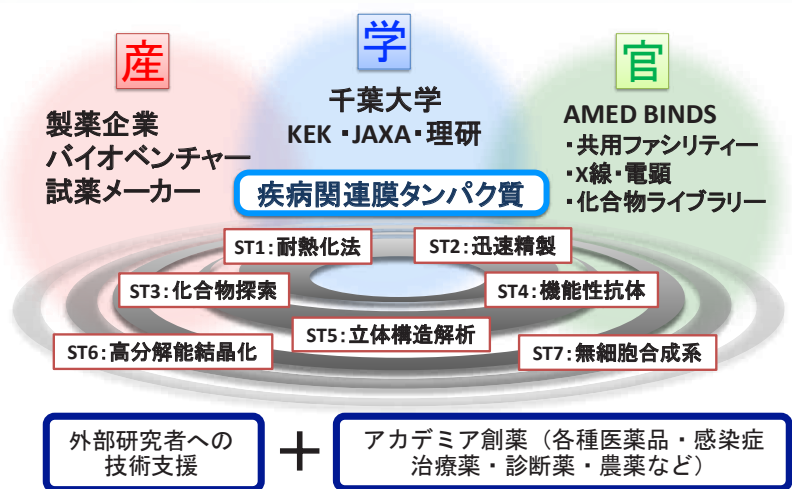 産
学
官
製薬企業
バイオベンチャー
試薬メーカー
千葉大学
KEK・JAXA・理研
AMED BINDS
・共用ファシリティー
・X線・電顕
・化合物ライブラリー
疾病関連膜タンパク質
ST1：耐熱化法
ST2：迅速精製
ST3：化合物探索
ST4：機能性抗体
ST5：立体構造解析
ST6：高分解能結晶化
ST7：無細胞合成系
外部研究者への
技術支援
＋
アカデミア創薬（各種医薬品・感染症
治療薬・診断薬・農薬など）